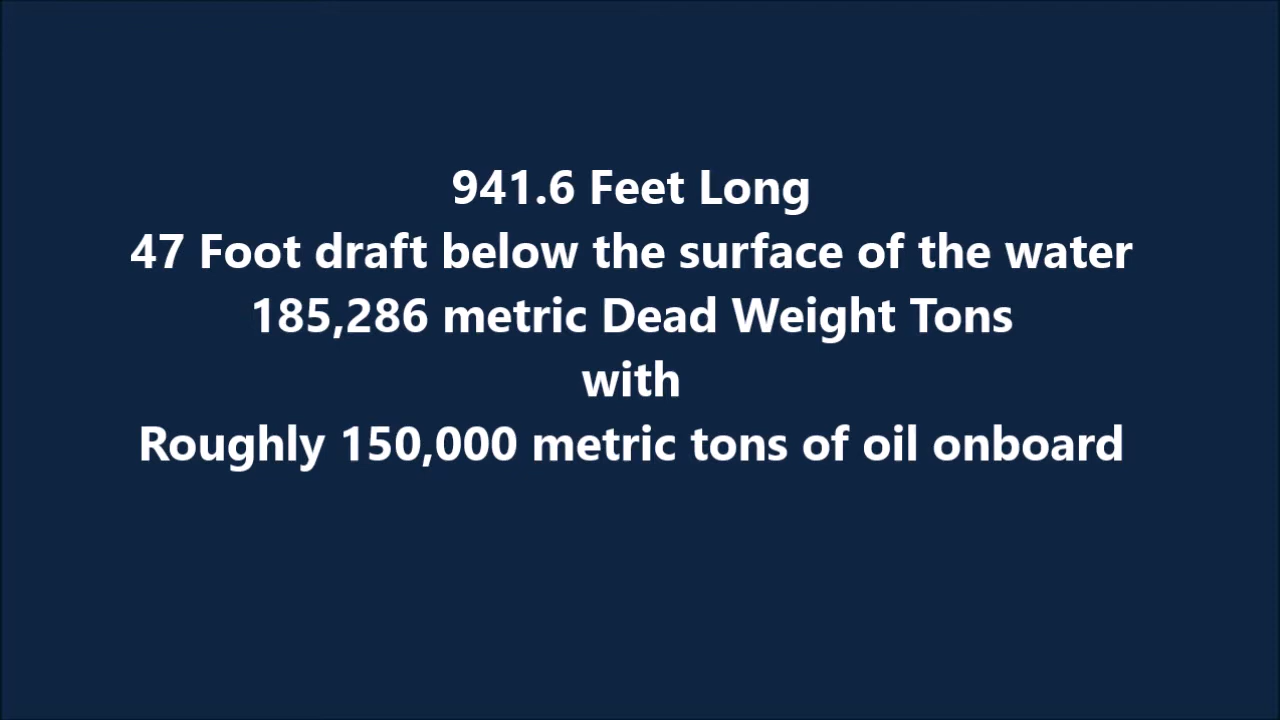 941.6 Feet Long
47 Foot draft below the surface of the water
185,286 metric Dead Weight Tons
with
Roughly 150,000 metric tons of oil onboard